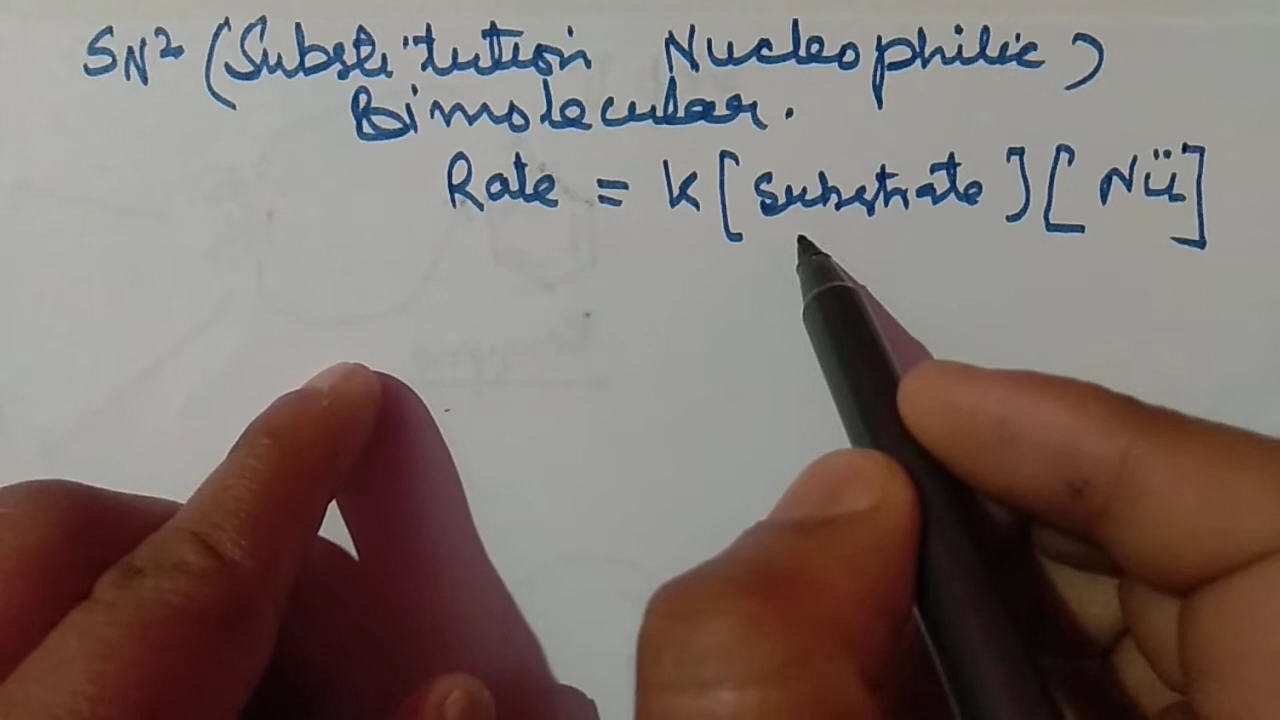 SN² (Substitution Nucleophilic)
Bimolecular.
Rate = K [Substrate] [Nü]